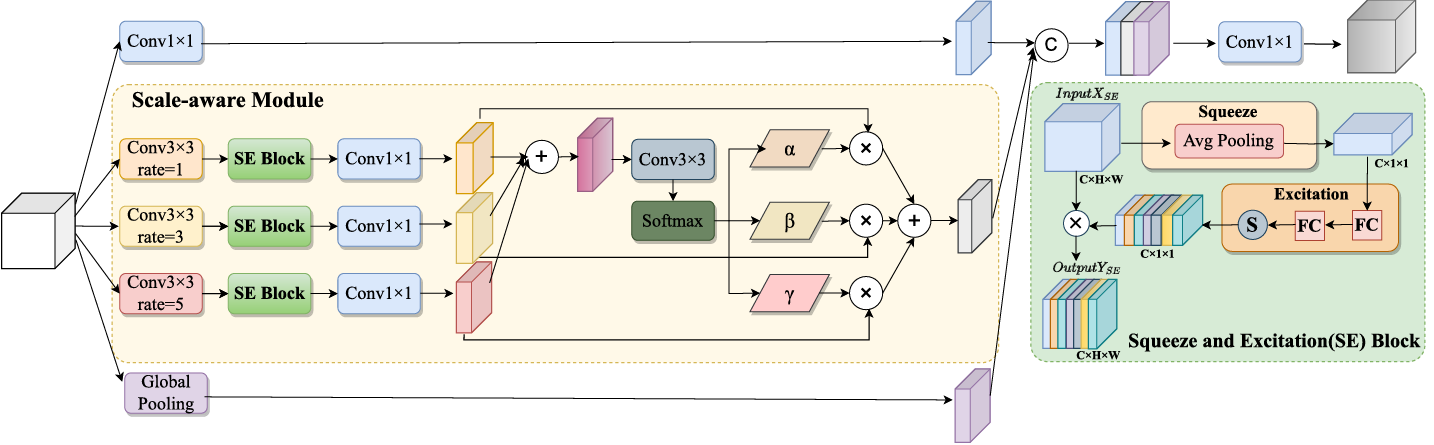 Conv1×1
C
Conv1×1
Scale-aware Module
Conv3×3
rate=1
SE Block
Conv1×1
+
Conv3×3
α
×
Conv3×3
rate=3
SE Block
Conv1×1
Softmax
β
×
+
Conv3×3
rate=5
SE Block
Conv1×1
γ
×
Global
Pooling
InputX_SE
Squeeze
Avg Pooling
C×H×W
C×1×1
Excitation
×
S
FC
FC
C×1×1
OutputY_SE
C×H×W
Squeeze and Excitation(SE) Block